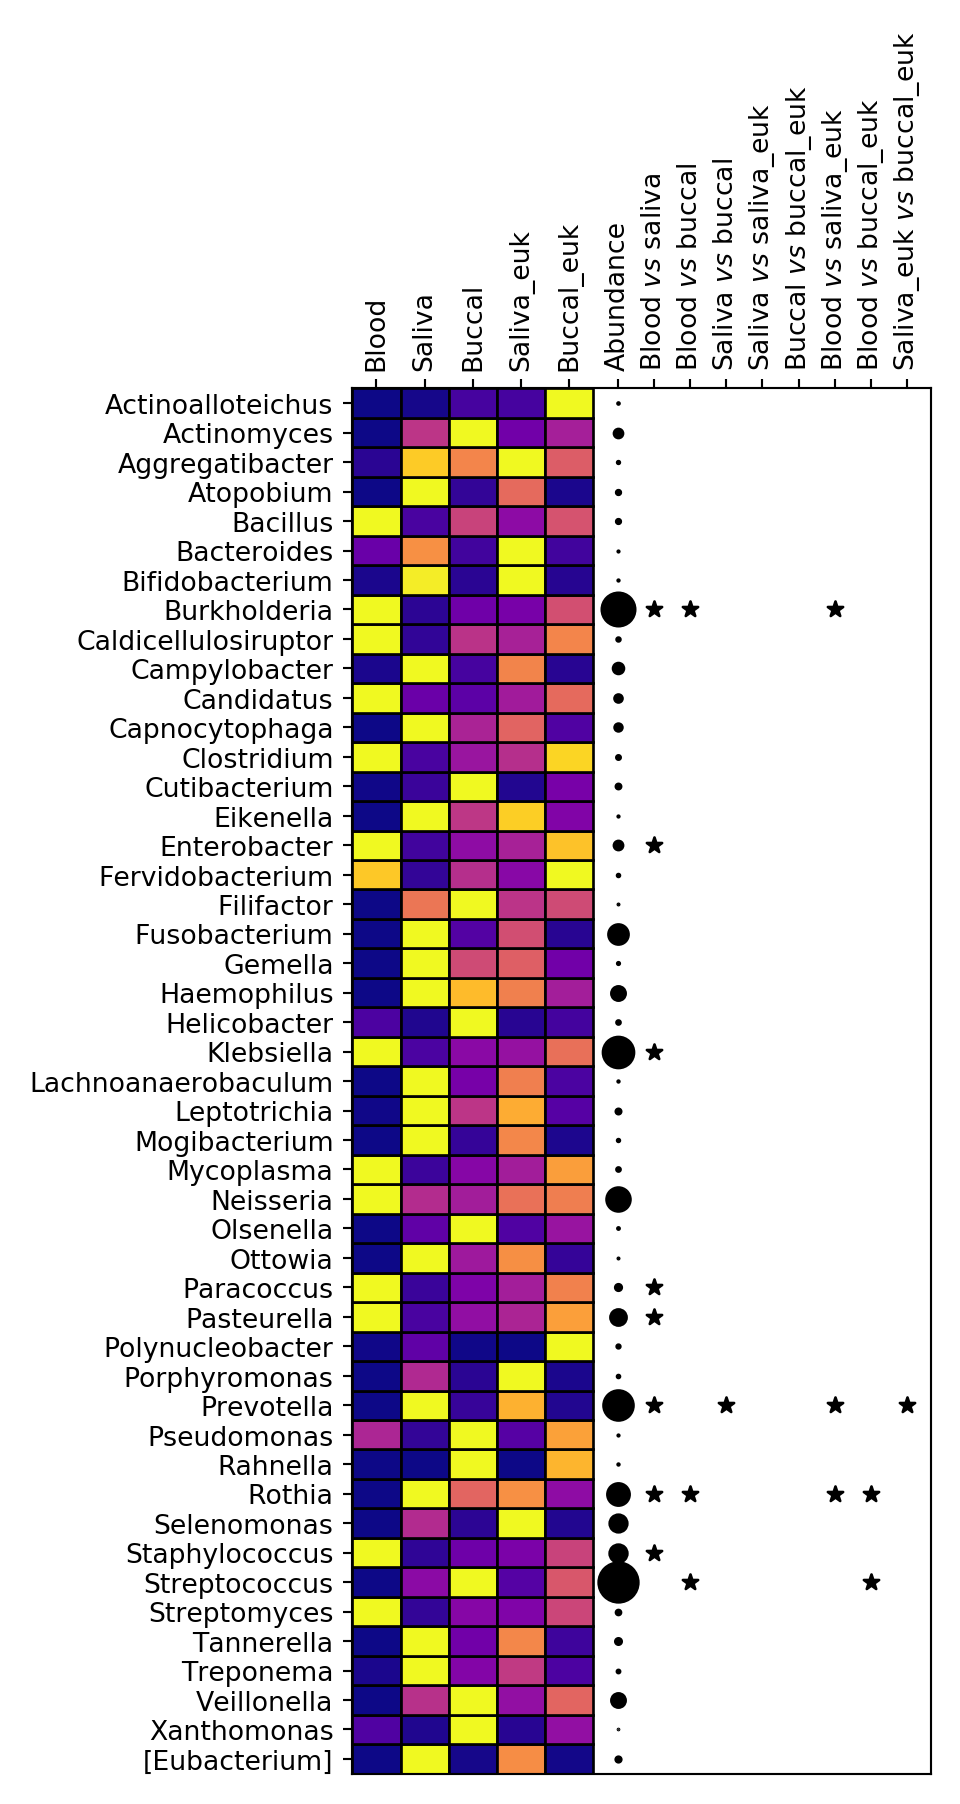 Blood
Saliva
Buccal
Saliva_euk
Buccal_euk
Abundance
Blood vs saliva
Blood vs buccal
Saliva vs buccal
Saliva vs saliva_euk
Buccal vs buccal_euk
Blood vs saliva_euk
Blood vs buccal_euk
Saliva_euk vs buccal_euk
Actinoalloteichus
Actinomyces
Aggregatibacter
Atopobium
Bacillus
Bacteroides
Bifidobacterium
Burkholderia
Caldicellulosiruptor
Campylobacter
Candidatus
Capnocytophaga
Clostridium
Cutibacterium
Eikenella
Enterobacter
Fervidobacterium
Filifactor
Fusobacterium
Gemella
Haemophilus
Helicobacter
Klebsiella
Lachnoanaerobaculum
Leptotrichia
Mogibacterium
Mycoplasma
Neisseria
Olsenella
Ottowia
Paracoccus
Pasteurella
Polynucleobacter
Porphyromonas
Prevotella
Pseudomonas
Rahnella
Rothia
Selenomonas
Staphylococcus
Streptococcus
Streptomyces
Tannerella
Treponema
Veillonella
Xanthomonas
[Eubacterium]